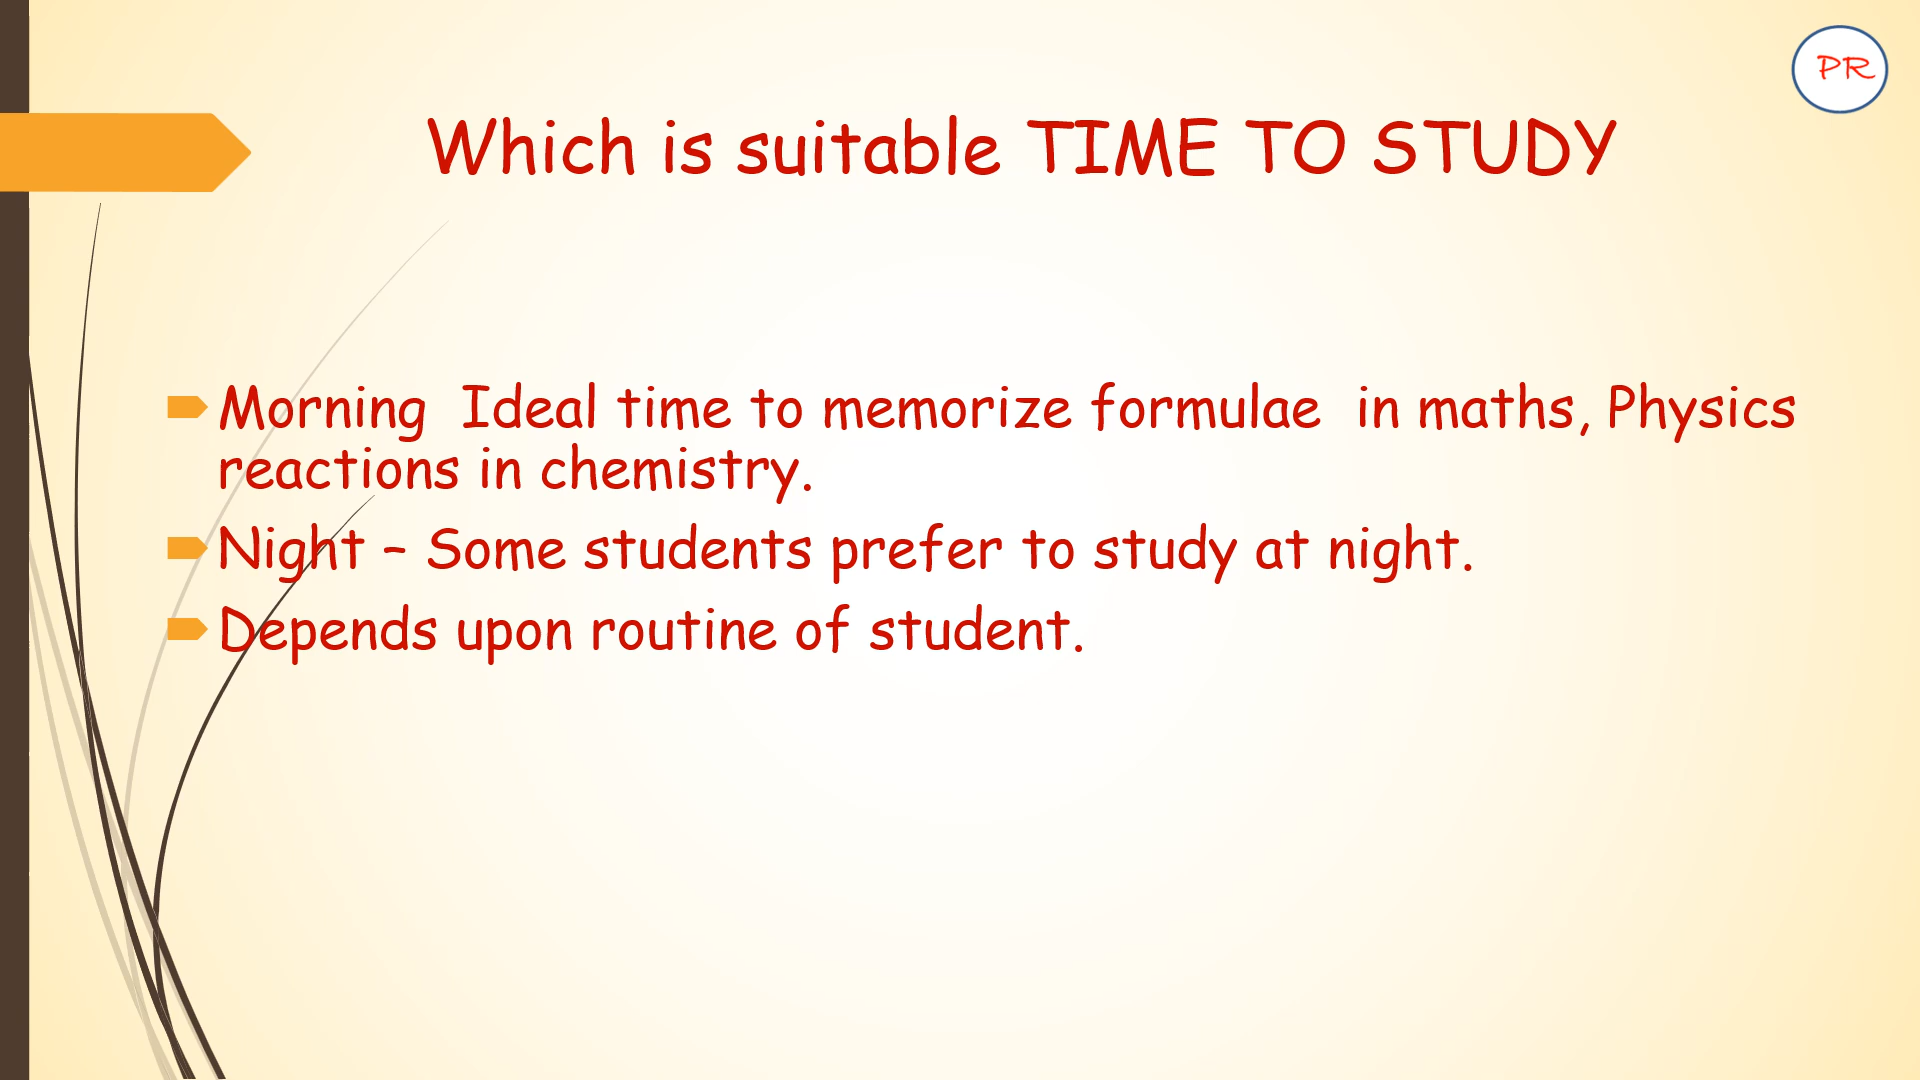 PR
Which is suitable TIME TO STUDY
Morning  Ideal time to memorize formulae  in maths, Physics
reactions in chemistry.
Night – Some students prefer to study at night.
Depends upon routine of student.